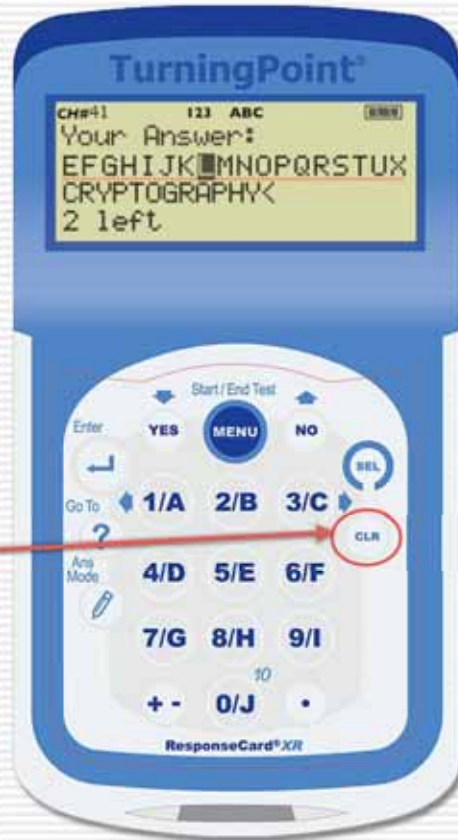 TurningPoint®
CH#41 123 ABC
Your Answer:
EFGHIJK MNOPQRSTUX
CRYPTOGRAPHY<
2 left
Start / End Test
Enter YES MENU NO
SEL
Go To 1/A 2/B 3/C
? CLR
Ans
Mode 4/D 5/E 6/F
7/G 8/H 9/I
10
+ - 0/J •
ResponseCard® XR